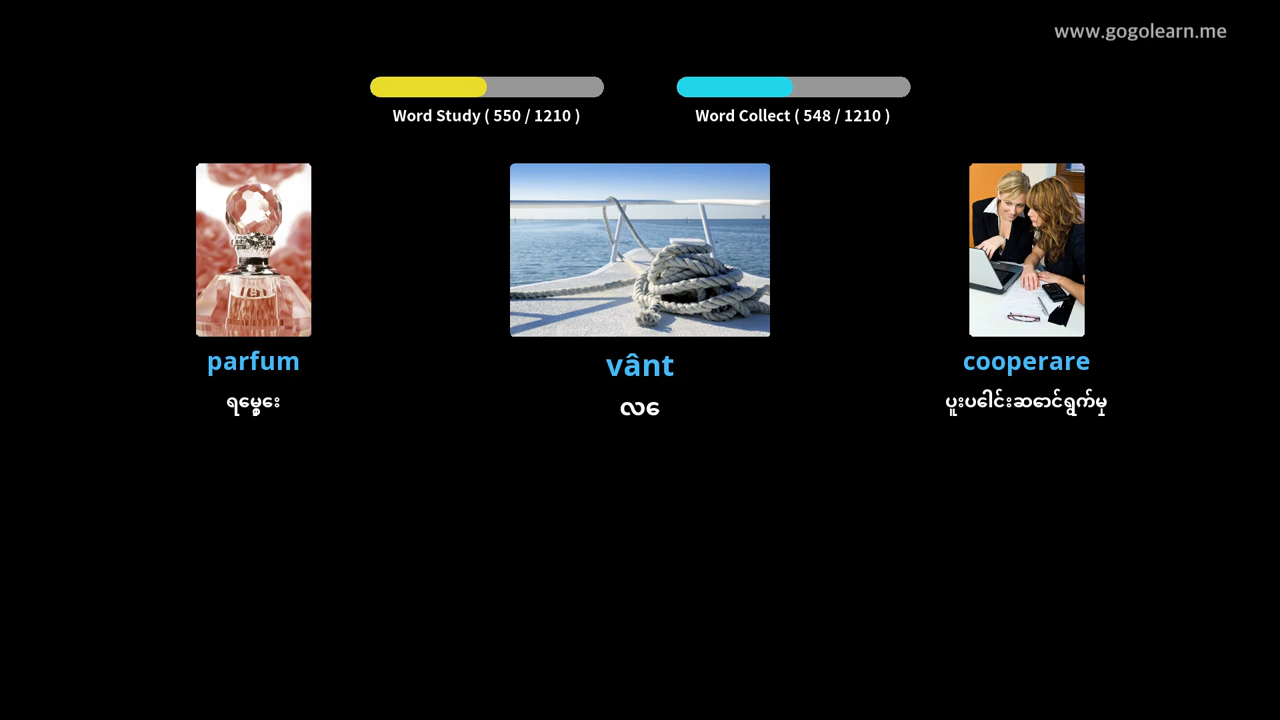 www.gogolearn.me
Word Study ( 550 / 1210 )
Word Collect ( 548 / 1210 )
parfum
vânt
cooperare
ရေမွှေး
လေ
ပူးပေါင်းဆောင်ရွက်မှု